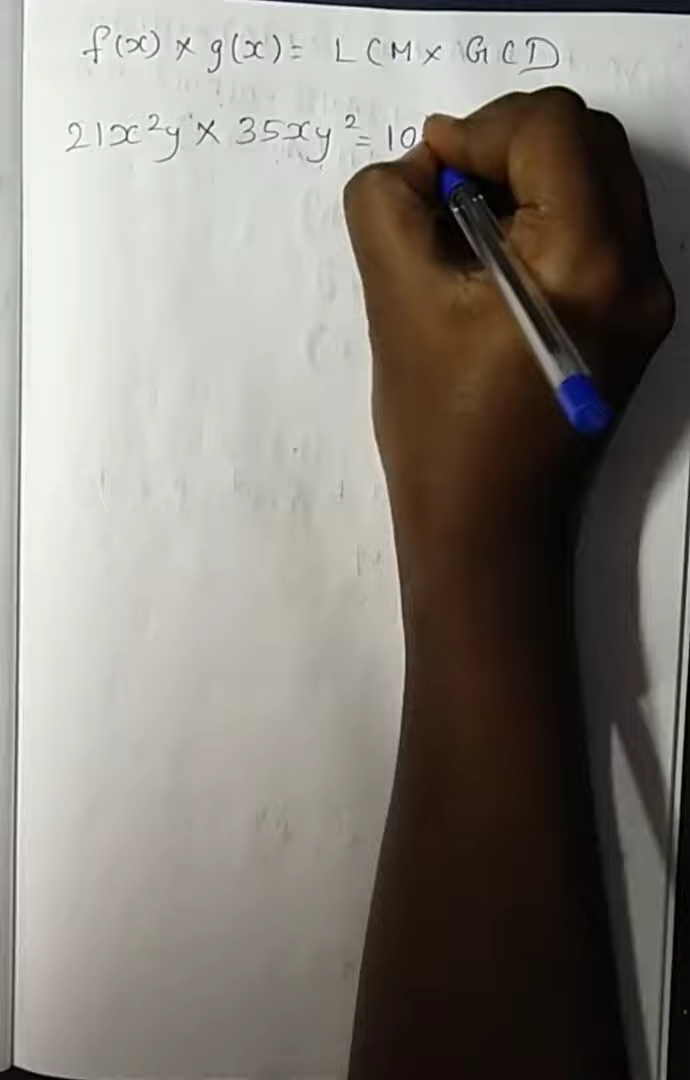 f(x) × g(x) = LCM × GCD
21x²y × 35xy² = 10